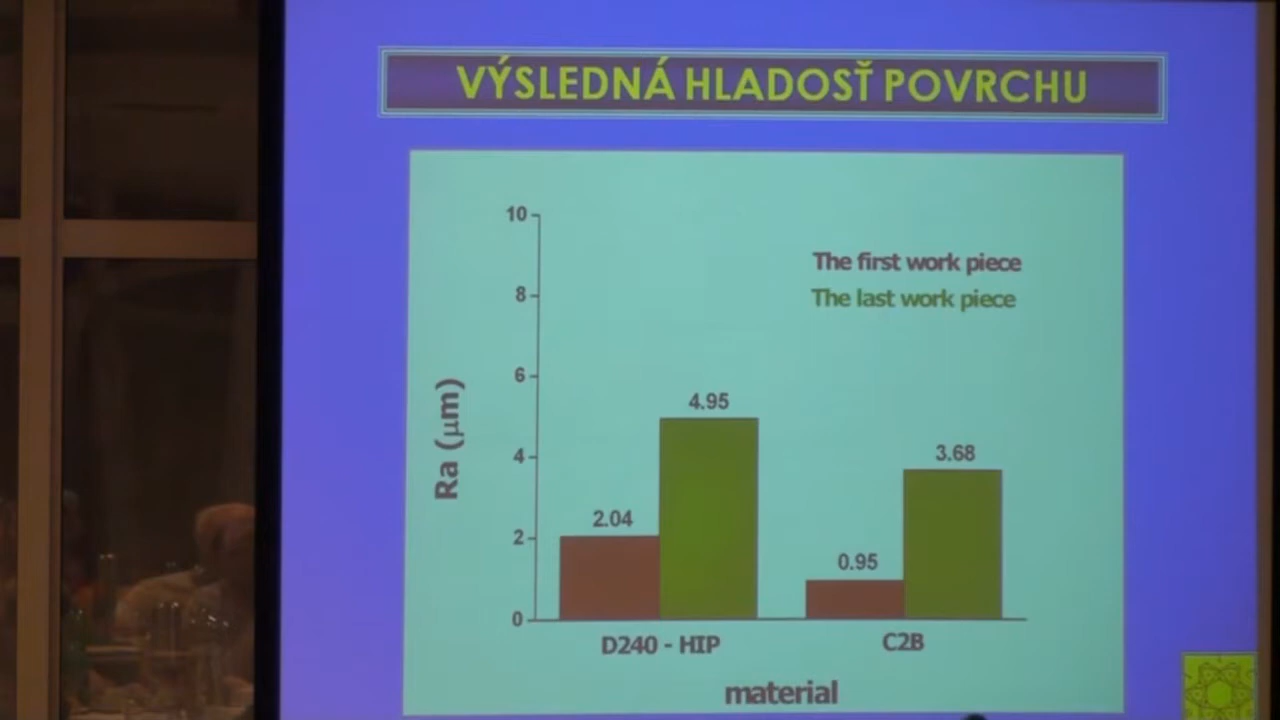 VÝSLEDNÁ HLADOSŤ POVRCHU
10
8
6
4
2
0
Ra (μm)
The first work piece
The last work piece
2.04
4.95
0.95
3.68
D240 - HIP
C2B
material